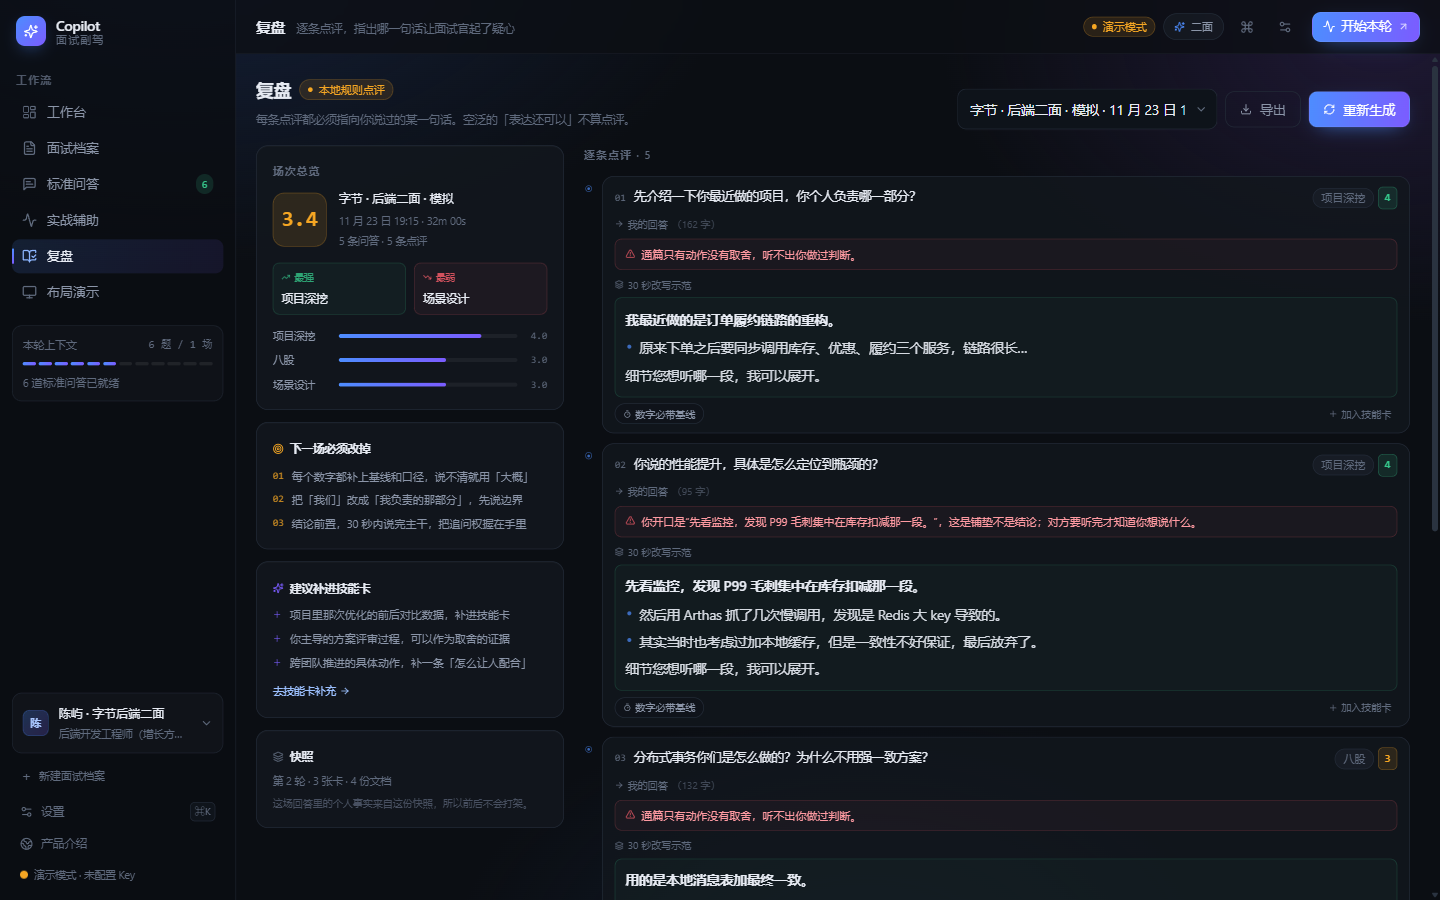 Copilot
面试副驾
工作流
工作台
面试档案
标准问答
6
实战辅助
复盘
布局演示
本轮上下文
6 题 / 1 场
6 道标准问答已就绪
陈
陈屿 · 字节后端二面
后端开发工程师（增长方...
+ 新建面试档案
设置
⌘K
产品介绍
演示模式 · 未配置 Key
复盘 逐条点评，指出哪一句话让面试官起了疑心
演示模式
二面
⌘
开始本轮
复盘
本地规则点评
每条点评都必须指向你说过的某一句话。空泛的「表达还可以」不算点评。
字节 · 后端二面 · 模拟 · 11 月 23 日 1
导出
重新生成
场次总览
3.4
字节 · 后端二面 · 模拟
11 月 23 日 19:15 · 32m 00s
5 条问答 · 5 条点评
最强
项目深挖
最弱
场景设计
项目深挖 4.0
八股 3.0
场景设计 3.0
下一场必须改掉
01 每个数字都补上基线和口径，说不清就用「大概」
02 把「我们」改成「我负责的那部分」，先说边界
03 结论前置，30 秒内说完主干，把追问权握在手里
建议补进技能卡
+ 项目里那次优化的前后对比数据，补进技能卡
+ 你主导的方案评审过程，可以作为取舍的证据
+ 跨团队推进的具体动作，补一条「怎么让人配合」
去技能卡补充 →
快照
第 2 轮 · 3 张卡 · 4 份文档
这场回答里的个人事实来自这份快照，所以前后不会打架。
逐条点评 · 5
01 先介绍一下你最近做的项目，你个人负责哪一部分？
项目深挖
4
→ 我的回答 （162 字）
通篇只有动作没有取舍，听不出你做过判断。
30 秒改写示范
我最近做的是订单履约链路的重构。
• 原来下单之后要同步调用库存、优惠、履约三个服务，链路很长...
细节您想听哪一段，我可以展开。
数字必带基线
+ 加入技能卡
02 你说的性能提升，具体是怎么定位到瓶颈的？
项目深挖
4
→ 我的回答 （95 字）
你开口是“先看监控，发现 P99 毛刺集中在库存扣减那一段。”，这是铺垫不是结论；对方要听完才知道你想说什么。
30 秒改写示范
先看监控，发现 P99 毛刺集中在库存扣减那一段。
• 然后用 Arthas 抓了几次慢调用，发现是 Redis 大 key 导致的。
• 其实当时也考虑过加本地缓存，但是一致性不好保证，最后放弃了。
细节您想听哪一段，我可以展开。
数字必带基线
+ 加入技能卡
03 分布式事务你们是怎么做的？为什么不用强一致方案？
八股
3
→ 我的回答 （132 字）
通篇只有动作没有取舍，听不出你做过判断。
30 秒改写示范
用的是本地消息表加最终一致。